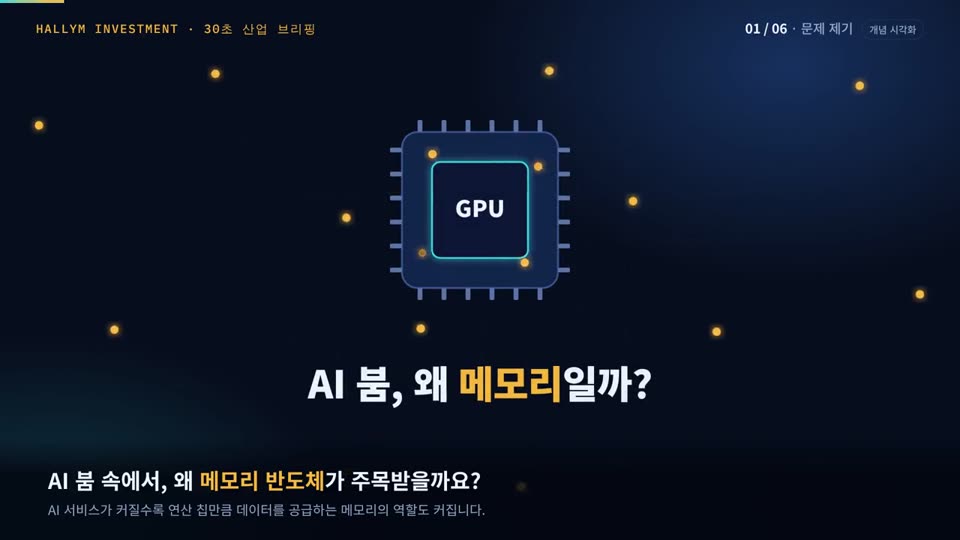 HALLYM INVESTMENT · 30초 산업 브리핑
01 / 06 · 문제 제기 개념 시각화
GPU
AI 붐, 왜 메모리일까?
AI 붐 속에서, 왜 메모리 반도체가 주목받을까요?
AI 서비스가 커질수록 연산 칩만큼 데이터를 공급하는 메모리의 역할도 커집니다.